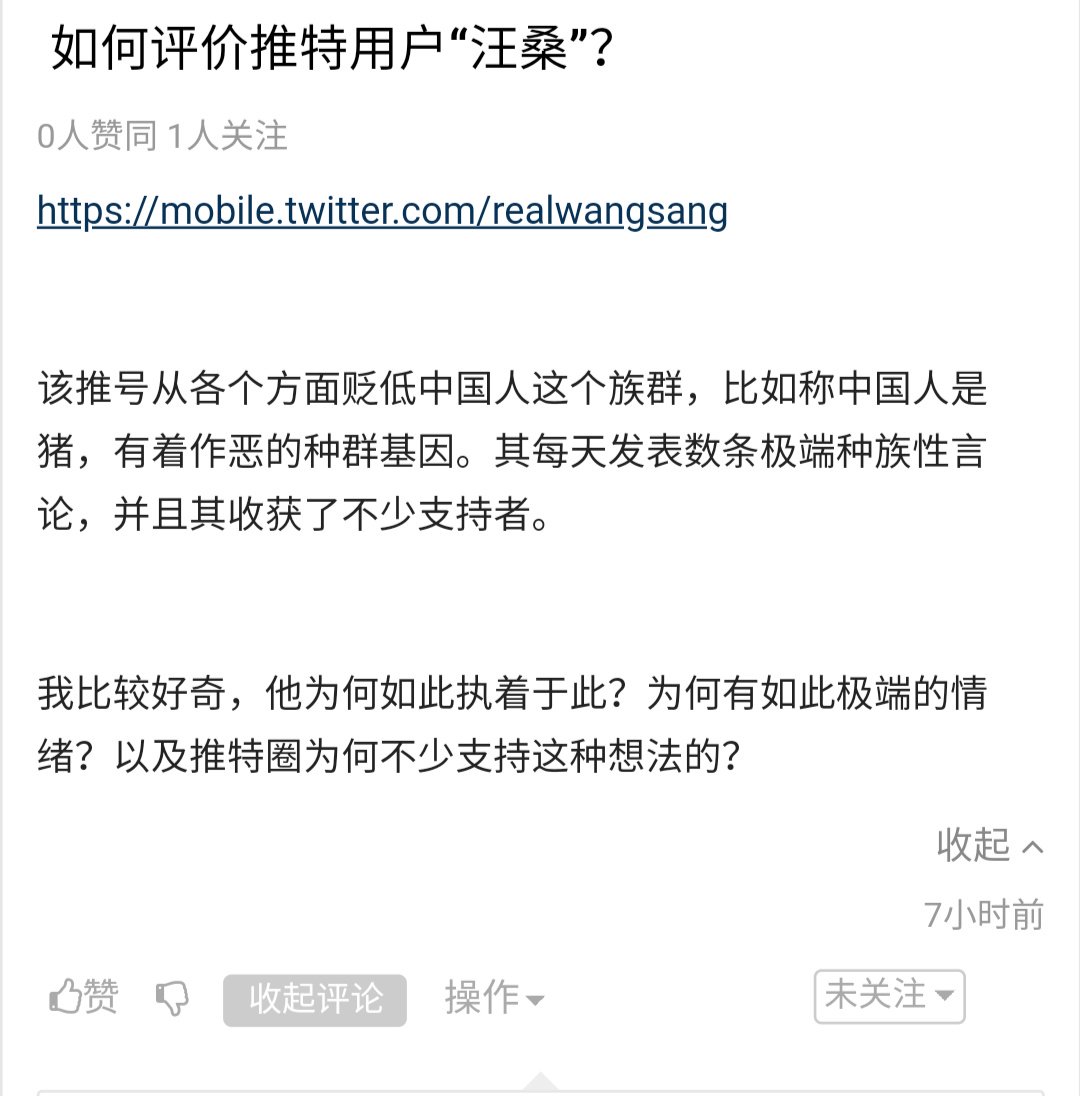 如何评价推特用户“汪桑”？
0人赞同 1人关注
https://mobile.twitter.com/realwangsang
该推号从各个方面贬低中国人这个族群，比如称中国人是
猪，有着作恶的种群基因。其每天发表数条极端种族性言
论，并且其收获了不少支持者。
我比较好奇，他为何如此执着于此？为何有如此极端的情
绪？以及推特圈为何不少支持这种想法的？
收起
7小时前
赞 收起评论 操作 未关注